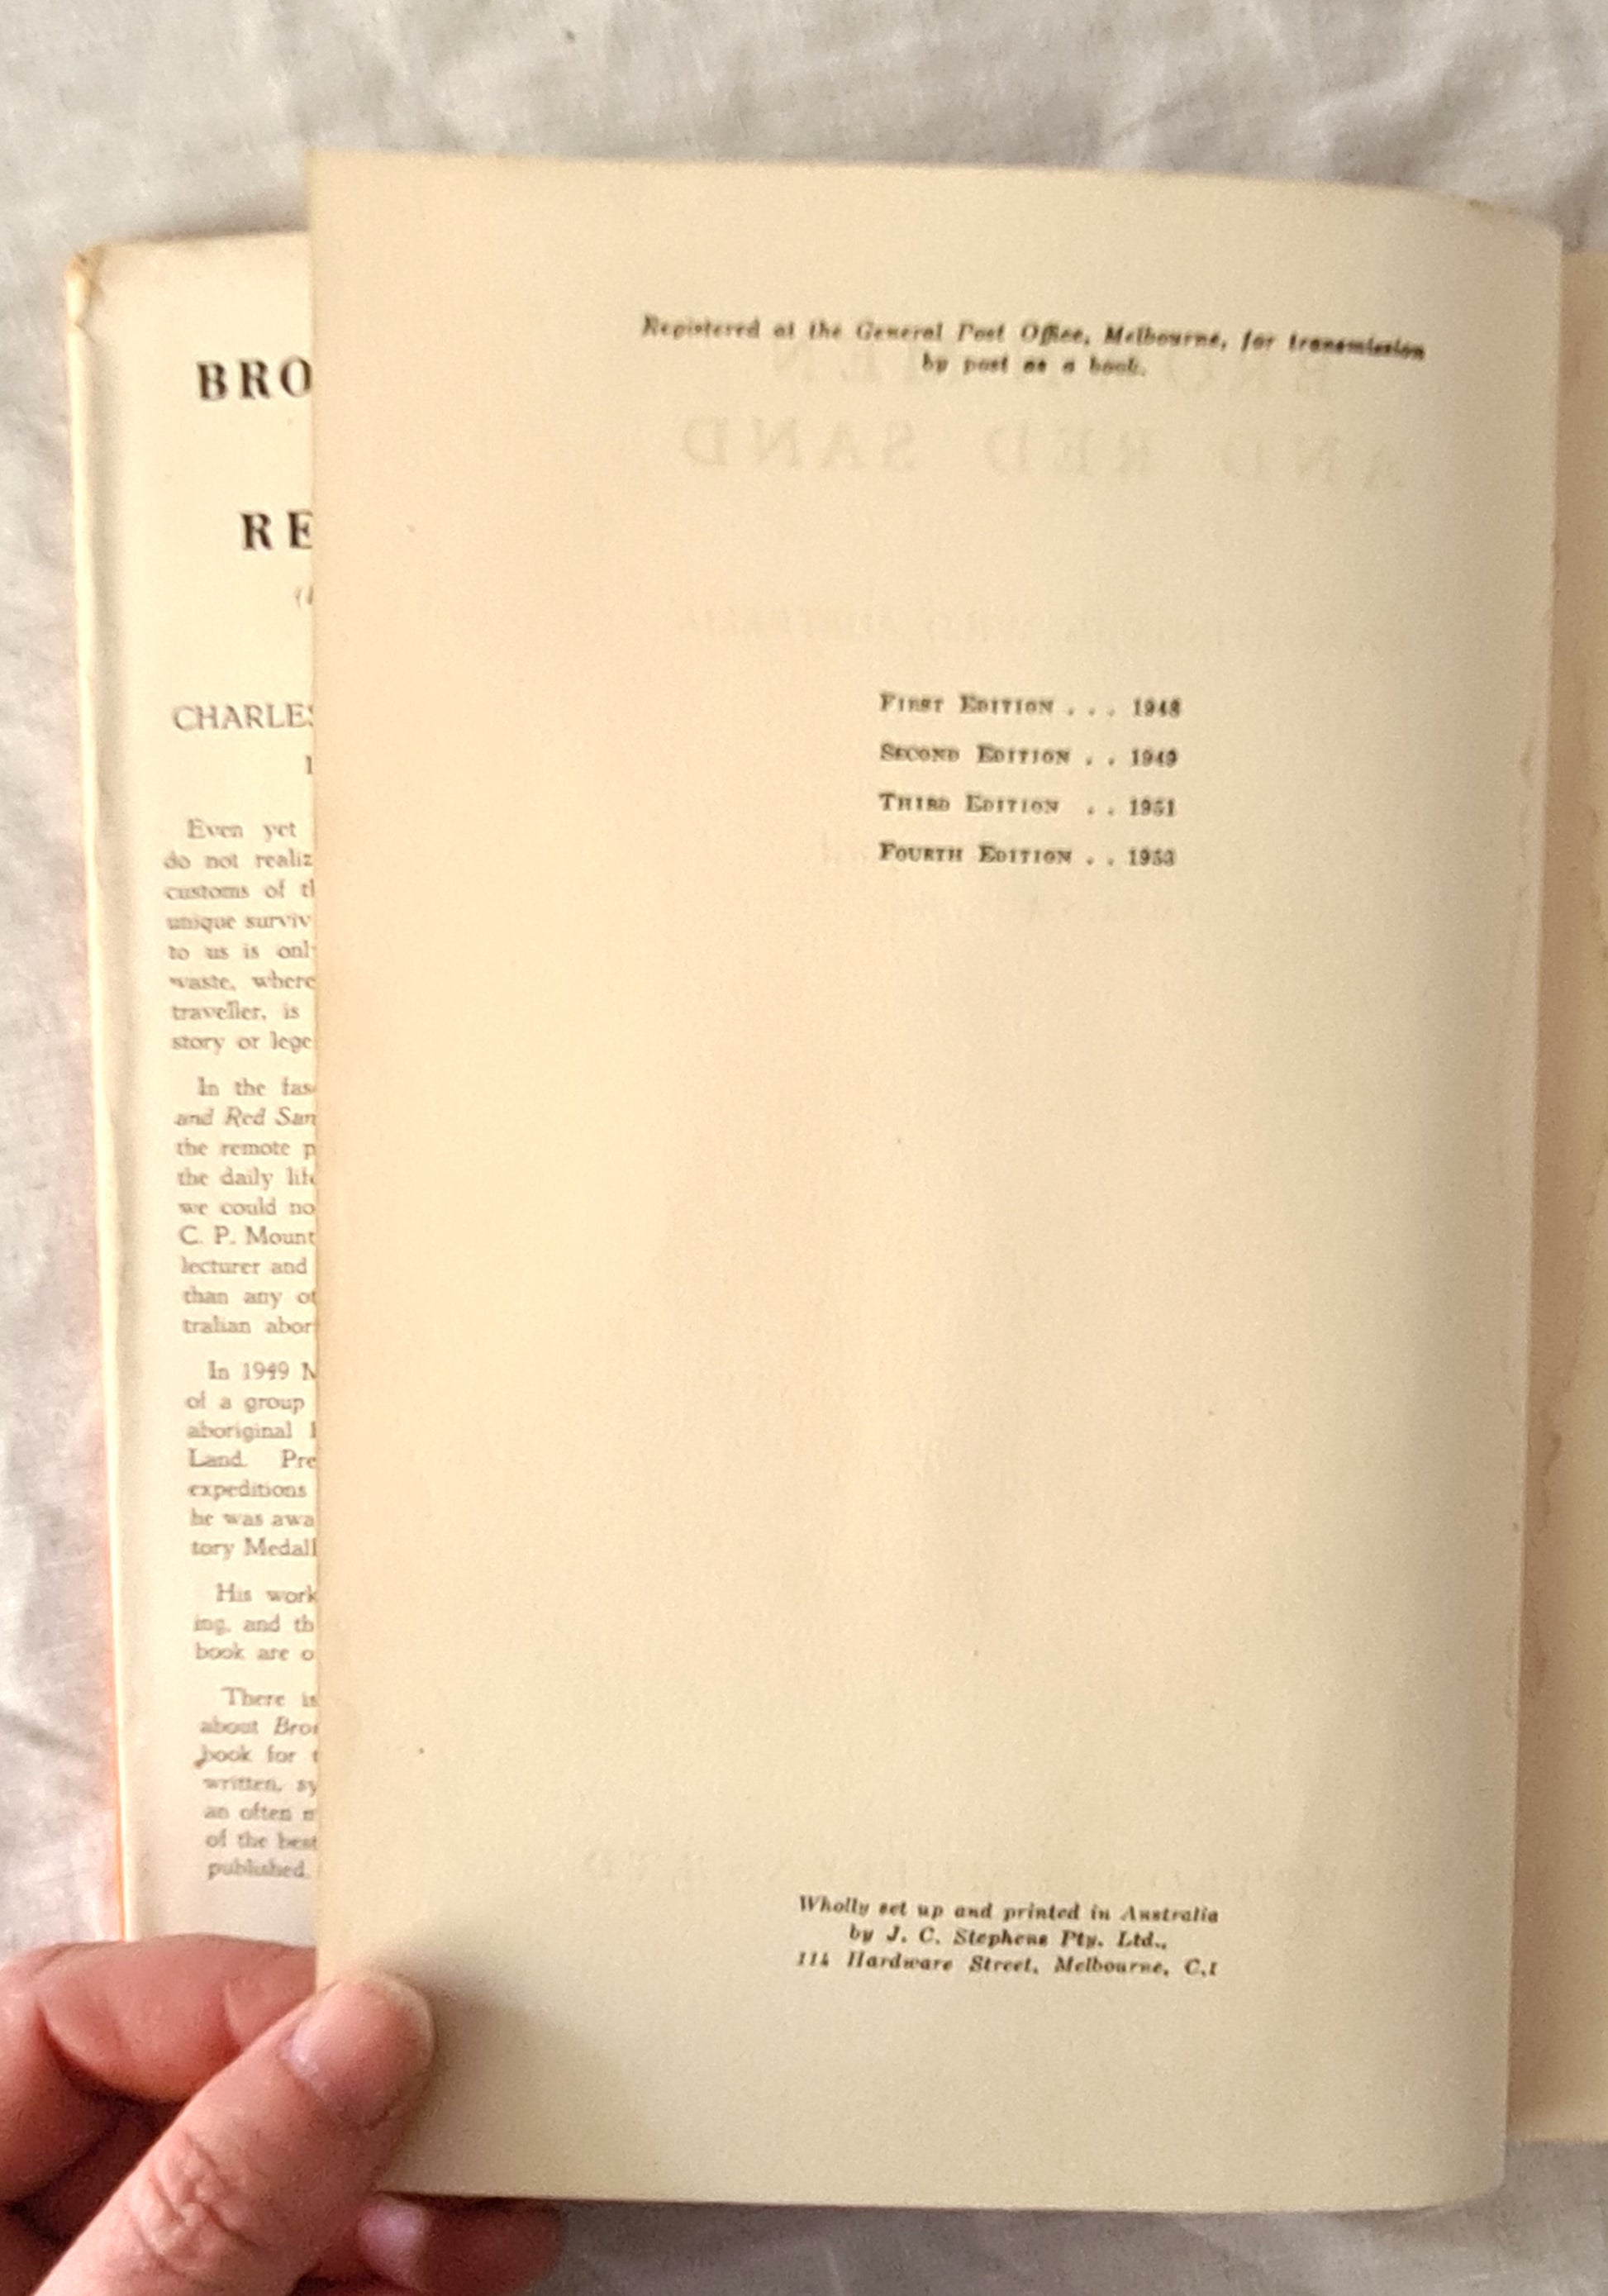 BRO
RE
CHARLES
Even yet
do not realiz
customs of t
unique surviv
to us is onl
waste, where
traveller, is
story or lege
In the fas
and Red San
the remote p
the daily life
we could no
C. P. Mount
lecturer and
than any ot
tralian abor
In 1949 M
of a group
aboriginal
Land. Pre
expeditions
he was awa
tory Medall
His work
ing, and th
book are o
There is
about Bro
book for t
written, sy
an often
of the best
published.
Registered at the General Post Office, Melbourne, for transmission
by post as a book.
AND RED SAND
FIRST EDITION . . . 1948
SECOND EDITION . . 1949
THIRD EDITION . . 1951
FOURTH EDITION . . 1953
Wholly set up and printed in Australia
by J. C. Stephens Pty. Ltd.,
114 Hardware Street, Melbourne, C.1